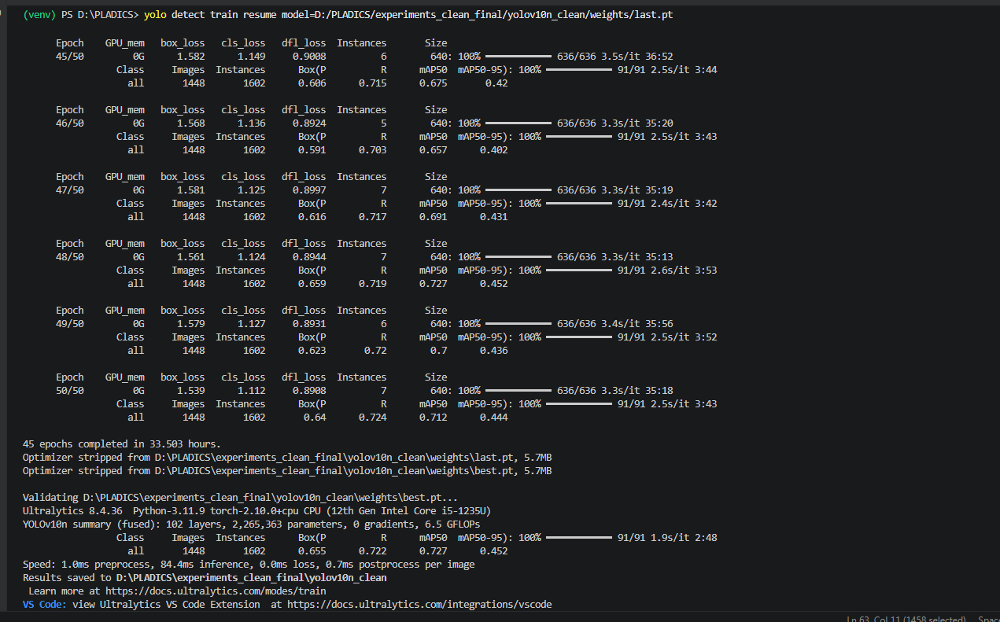 (venv) PS D:\PLADICS> yolo detect train resume model=D:/PLADICS/experiments_clean_final/yolov10n_clean/weights/last.pt
Epoch GPU_mem box_loss cls_loss dfl_loss Instances Size
45/50 0G 1.582 1.149 0.9008 6 640: 100% ━━━━━━━━━━━━ 636/636 3.5s/it 36:52
Class Images Instances Box(P R mAP50 mAP50-95): 100% ━━━━━━━━━━━━ 91/91 2.5s/it 3:44
all 1448 1602 0.606 0.715 0.675 0.42
Epoch GPU_mem box_loss cls_loss dfl_loss Instances Size
46/50 0G 1.568 1.136 0.8924 5 640: 100% ━━━━━━━━━━━━ 636/636 3.3s/it 35:20
Class Images Instances Box(P R mAP50 mAP50-95): 100% ━━━━━━━━━━━━ 91/91 2.5s/it 3:43
all 1448 1602 0.591 0.703 0.657 0.402
Epoch GPU_mem box_loss cls_loss dfl_loss Instances Size
47/50 0G 1.581 1.125 0.8997 7 640: 100% ━━━━━━━━━━━━ 636/636 3.3s/it 35:19
Class Images Instances Box(P R mAP50 mAP50-95): 100% ━━━━━━━━━━━━ 91/91 2.4s/it 3:42
all 1448 1602 0.616 0.717 0.691 0.431
Epoch GPU_mem box_loss cls_loss dfl_loss Instances Size
48/50 0G 1.561 1.124 0.8944 7 640: 100% ━━━━━━━━━━━━ 636/636 3.3s/it 35:13
Class Images Instances Box(P R mAP50 mAP50-95): 100% ━━━━━━━━━━━━ 91/91 2.6s/it 3:53
all 1448 1602 0.659 0.719 0.727 0.452
Epoch GPU_mem box_loss cls_loss dfl_loss Instances Size
49/50 0G 1.579 1.127 0.8931 6 640: 100% ━━━━━━━━━━━━ 636/636 3.4s/it 35:56
Class Images Instances Box(P R mAP50 mAP50-95): 100% ━━━━━━━━━━━━ 91/91 2.5s/it 3:52
all 1448 1602 0.623 0.72 0.7 0.436
Epoch GPU_mem box_loss cls_loss dfl_loss Instances Size
50/50 0G 1.539 1.112 0.8908 7 640: 100% ━━━━━━━━━━━━ 636/636 3.3s/it 35:18
Class Images Instances Box(P R mAP50 mAP50-95): 100% ━━━━━━━━━━━━ 91/91 2.5s/it 3:43
all 1448 1602 0.64 0.724 0.712 0.444
45 epochs completed in 33.503 hours.
Optimizer stripped from D:\PLADICS\experiments_clean_final\yolov10n_clean\weights\last.pt, 5.7MB
Optimizer stripped from D:\PLADICS\experiments_clean_final\yolov10n_clean\weights\best.pt, 5.7MB
Validating D:\PLADICS\experiments_clean_final\yolov10n_clean\weights\best.pt...
Ultralytics 8.4.36 Python-3.11.9 torch-2.10.0+cpu CPU (12th Gen Intel Core i5-1235U)
YOLOv10n summary (fused): 102 layers, 2,265,363 parameters, 0 gradients, 6.5 GFLOPs
Class Images Instances Box(P R mAP50 mAP50-95): 100% ━━━━━━━━━━━━ 91/91 1.9s/it 2:48
all 1448 1602 0.655 0.722 0.727 0.452
Speed: 1.0ms preprocess, 84.4ms inference, 0.0ms loss, 0.7ms postprocess per image
Results saved to D:\PLADICS\experiments_clean_final\yolov10n_clean
Learn more at https://docs.ultralytics.com/modes/train
VS Code: view Ultralytics VS Code Extension at https://docs.ultralytics.com/integrations/vscode
Ln 63, Col 11 (1458 selected)